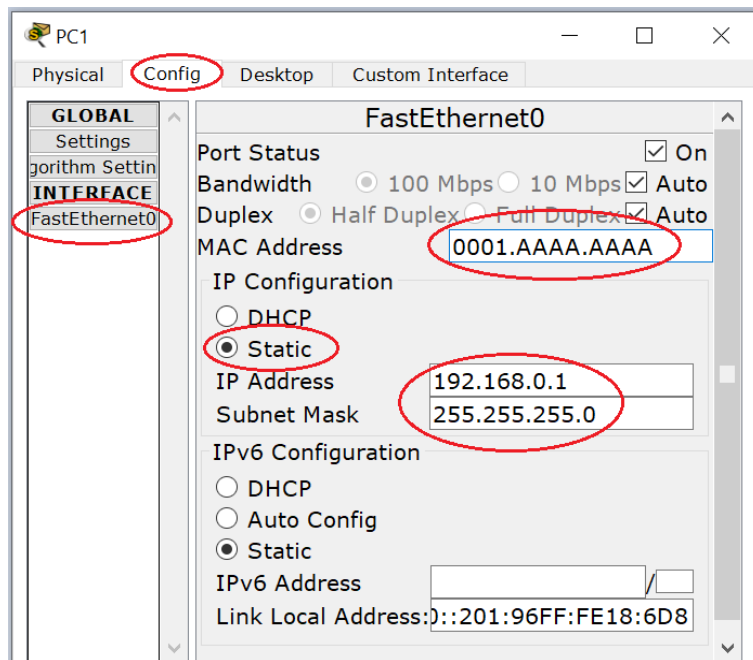 PC1
Physical Config Desktop Custom Interface
GLOBAL
Settings
gorithm Settin
INTERFACE
FastEthernet0
FastEthernet0
Port Status On
Bandwidth 100 Mbps 10 Mbps Auto
Duplex Half Duplex Full Duplex Auto
MAC Address 0001.AAAA.AAAA
IP Configuration
DHCP
Static
IP Address 192.168.0.1
Subnet Mask 255.255.255.0
IPv6 Configuration
DHCP
Auto Config
Static
IPv6 Address /
Link Local Address: 0::201:96FF:FE18:6D8